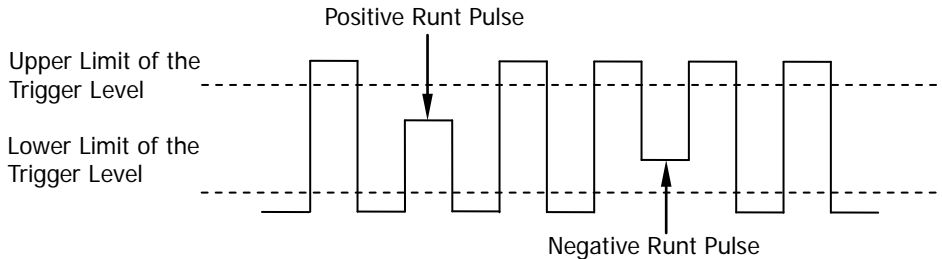 Positive Runt Pulse
Upper Limit of the
Trigger Level
Lower Limit of the
Trigger Level
Negative Runt Pulse